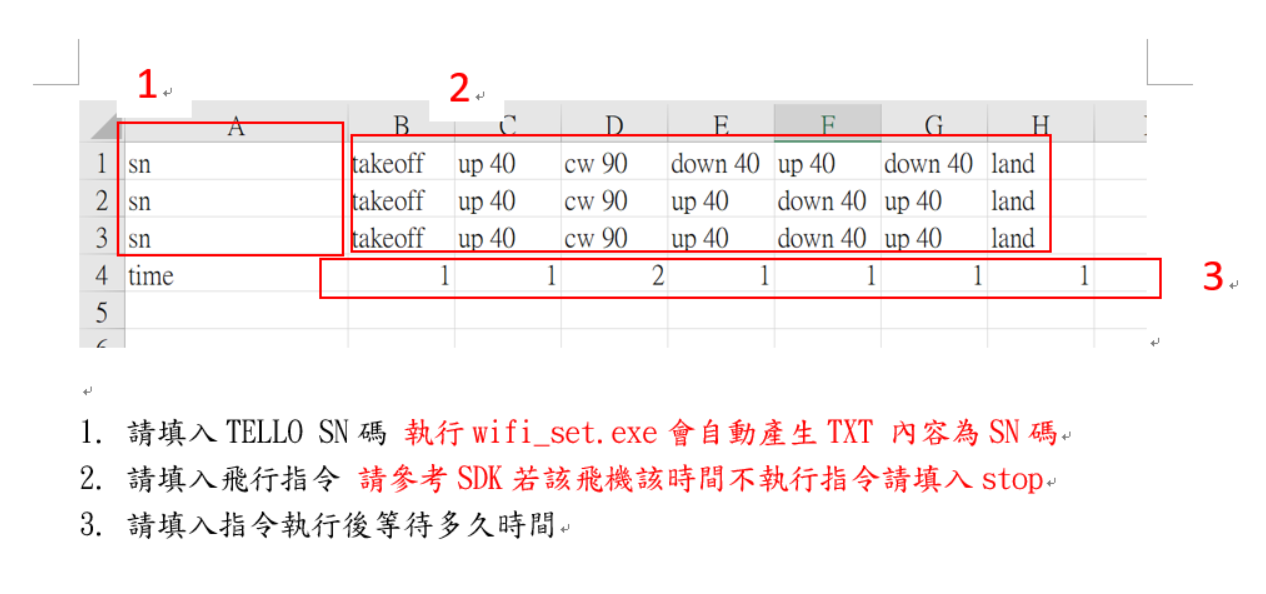 1
2
A B C D E F G H
1 sn takeoff up 40 cw 90 down 40 up 40 down 40 land
2 sn takeoff up 40 cw 90 up 40 down 40 up 40 land
3 sn takeoff up 40 cw 90 up 40 down 40 up 40 land
4 time 1 1 2 1 1 1 1
3
5
1. 請填入 TELLO SN 碼 執行 wifi_set.exe 會自動產生 TXT 內容為 SN 碼
2. 請填入飛行指令 請參考 SDK 若該飛機該時間不執行指令請填入 stop
3. 請填入指令執行後等待多久時間